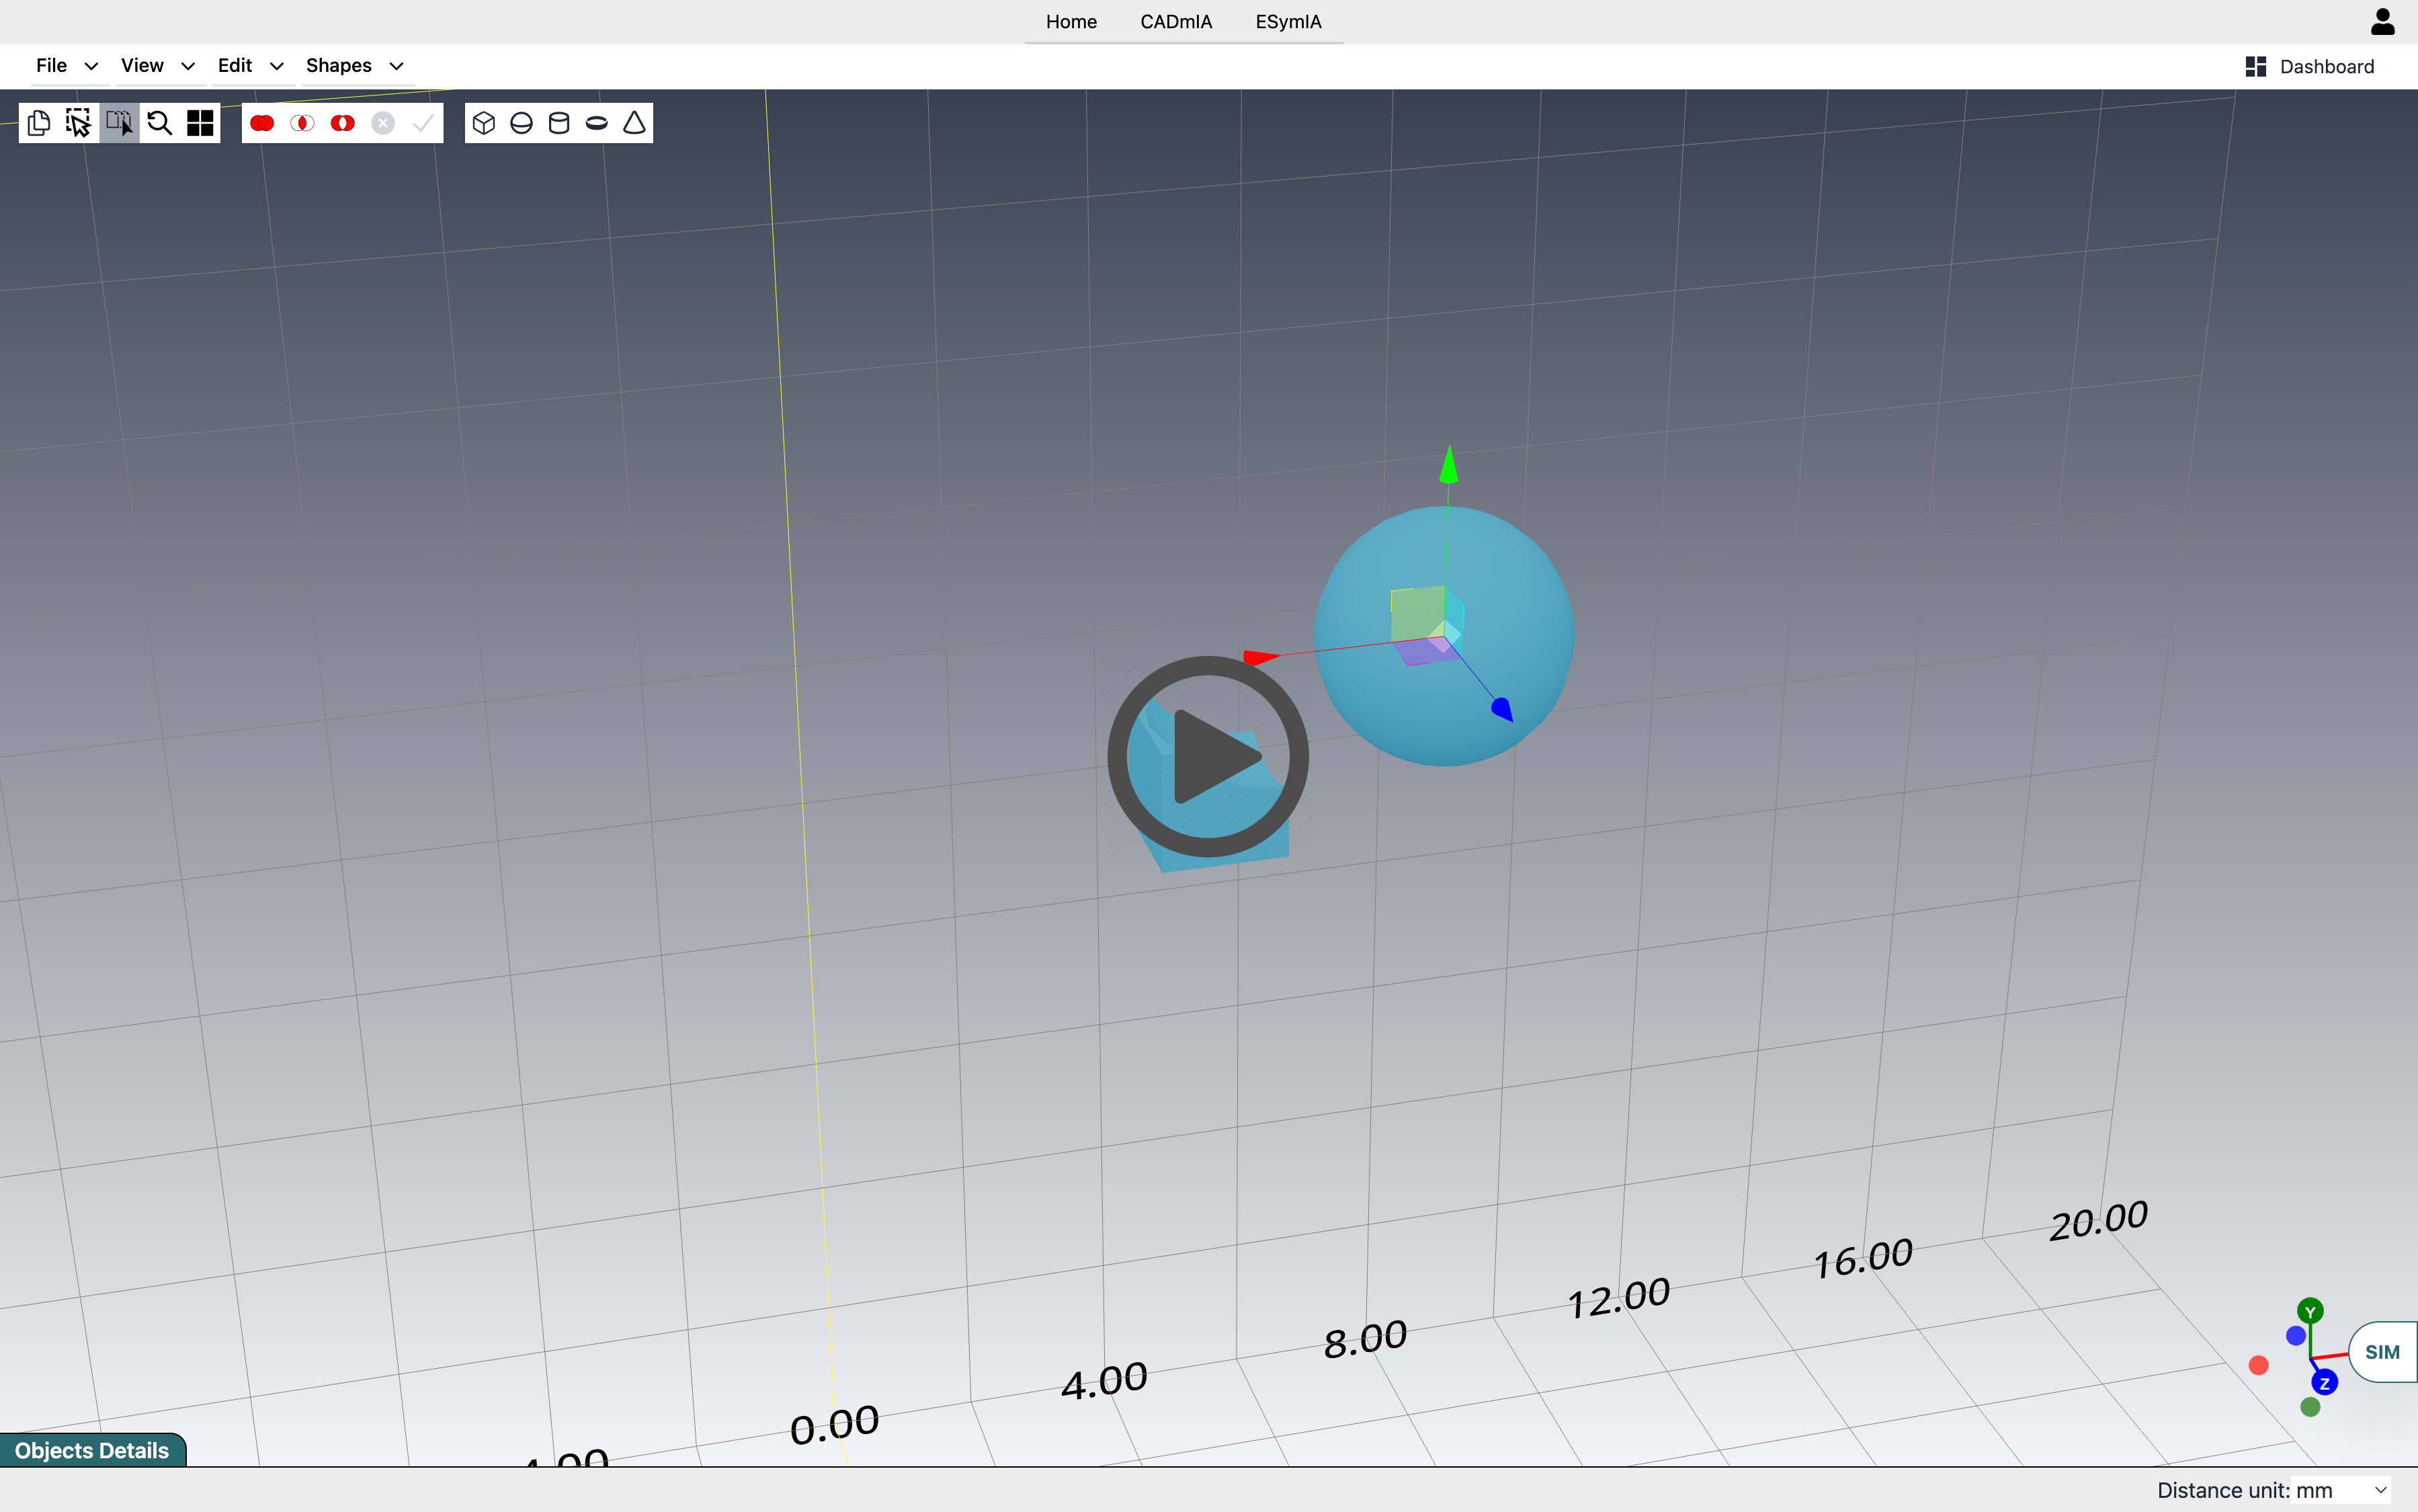 Home CADmIA ESymIA
File View Edit Shapes Dashboard
20.00
16.00
12.00
8.00
4.00
0.00
Y
SIM
Z
Objects Details
Distance unit: mm